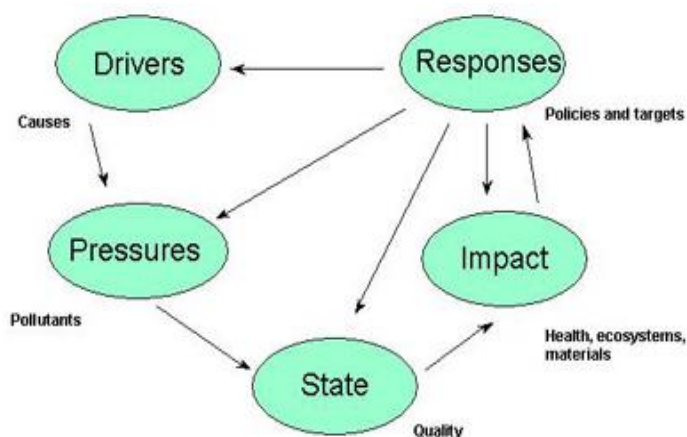 Drivers
Responses
Causes
Policies and targets
Pressures
Impact
Pollutants
Health, ecosystems,
materials
State
Quality